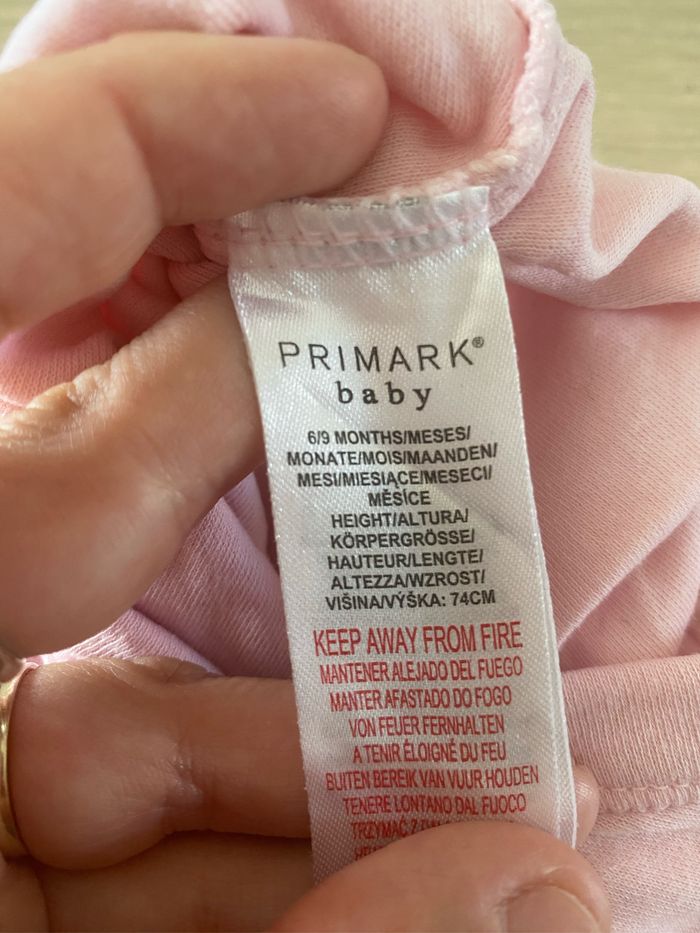 PRIMARK®
baby
6/9 MONTHS/MESES/
MONATE/MOIS/MAANDEN/
MESI/MIESIĄCE/MESECI/
MĚSÍCE
HEIGHT/ALTURA/
KÖRPERGRÖSSE/
HAUTEUR/LENGTE/
ALTEZZA/WZROST/
VIŠINA/VÝŠKA: 74CM
KEEP AWAY FROM FIRE
MANTENER ALEJADO DEL FUEGO
MANTER AFASTADO DO FOGO
VON FEUER FERNHALTEN
A TENIR ÉLOIGNÉ DU FEU
BUITEN BEREIK VAN VUUR HOUDEN
TENERE LONTANO DAL FUOCO
TRZYMAĆ Z